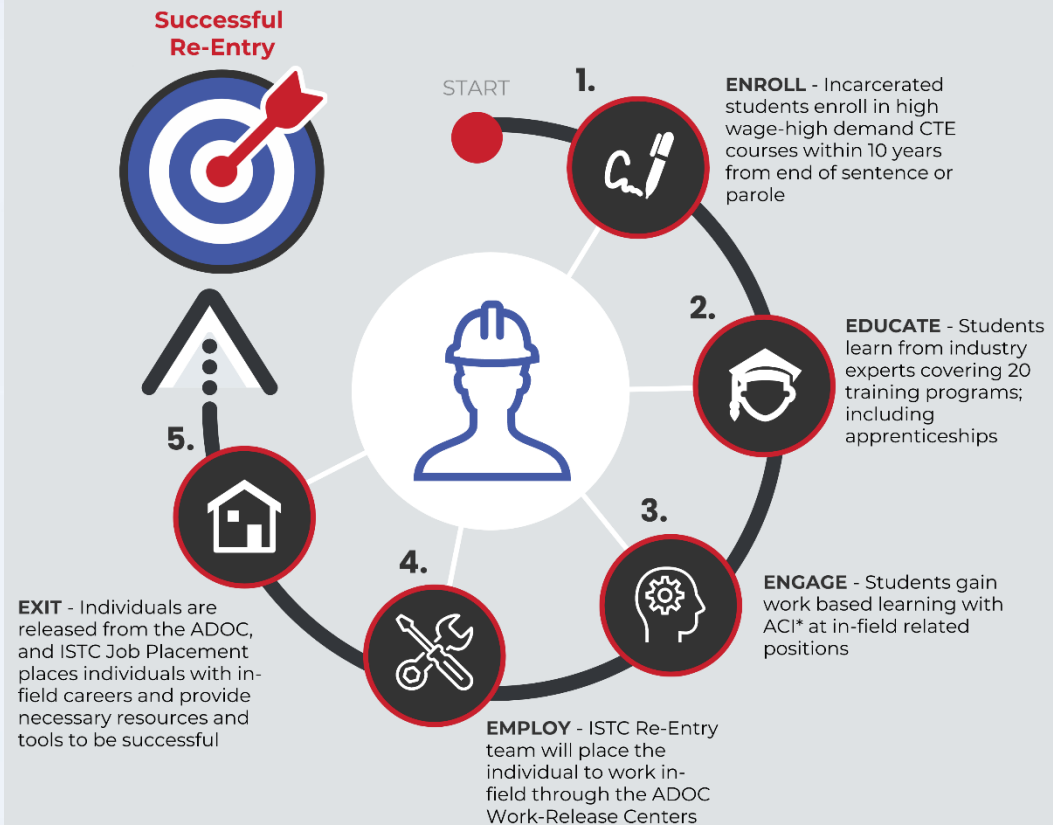 Successful
Re-Entry
START
1.
ENROLL - Incarcerated
students enroll in high
wage-high demand CTE
courses within 10 years
from end of sentence or
parole
2.
EDUCATE - Students
learn from industry
experts covering 20
training programs;
including
apprenticeships
3.
ENGAGE - Students gain
work based learning with
ACI* at in-field related
positions
4.
EMPLOY - ISTC Re-Entry
team will place the
individual to work in-
field through the ADOC
Work-Release Centers
5.
EXIT - Individuals are
released from the ADOC,
and ISTC Job Placement
places individuals with in-
field careers and provide
necessary resources and
tools to be successful